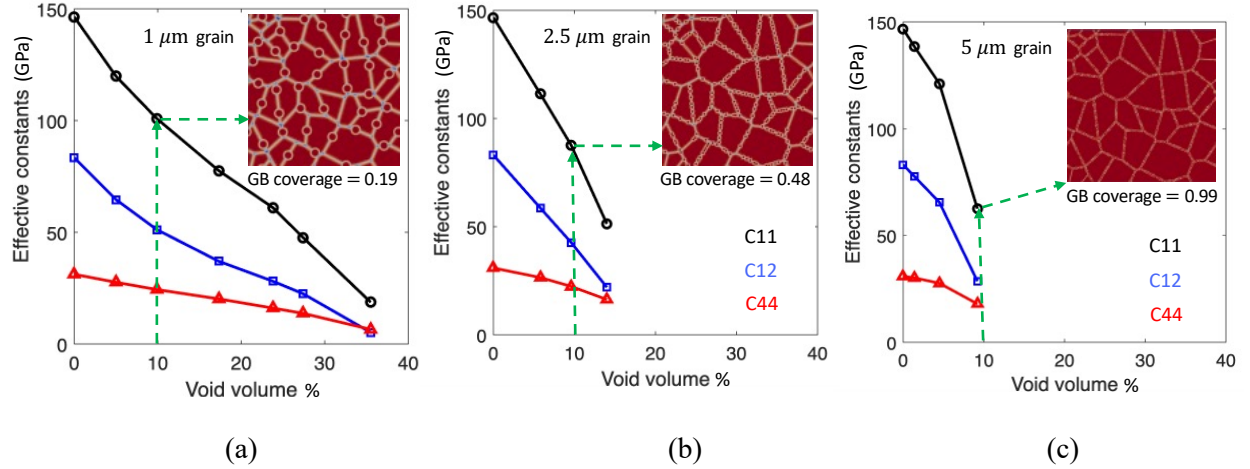 150
100
50
0
Effective constants (GPa)
1 μm grain
GB coverage = 0.19
0 10 20 30 40
Void volume %
(a)
150
100
50
0
Effective constants (GPa)
2.5 μm grain
GB coverage = 0.48
C11
C12
C44
0 10 20 30 40
Void volume %
(b)
150
100
50
0
Effective constants (GPa)
5 μm grain
GB coverage = 0.99
C11
C12
C44
0 10 20 30 40
Void volume %
(c)